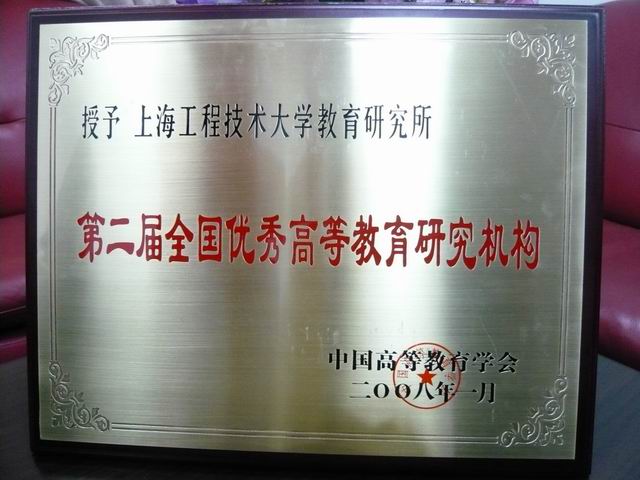 授予 上海工程技术大学教育研究所
第二届全国优秀高等教育研究机构
中国高等教育学会
二〇〇八年一月